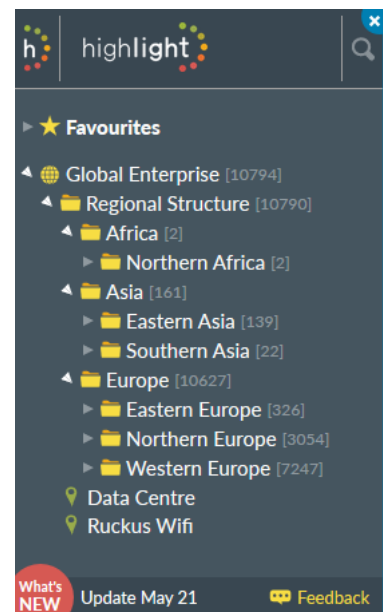 h
highlight
Favourites
Global Enterprise [10794]
Regional Structure [10790]
Africa [2]
Northern Africa [2]
Asia [161]
Eastern Asia [139]
Southern Asia [22]
Europe [10627]
Eastern Europe [326]
Northern Europe [3054]
Western Europe [7247]
Data Centre
Ruckus Wifi
What's
NEW
Update May 21
Feedback